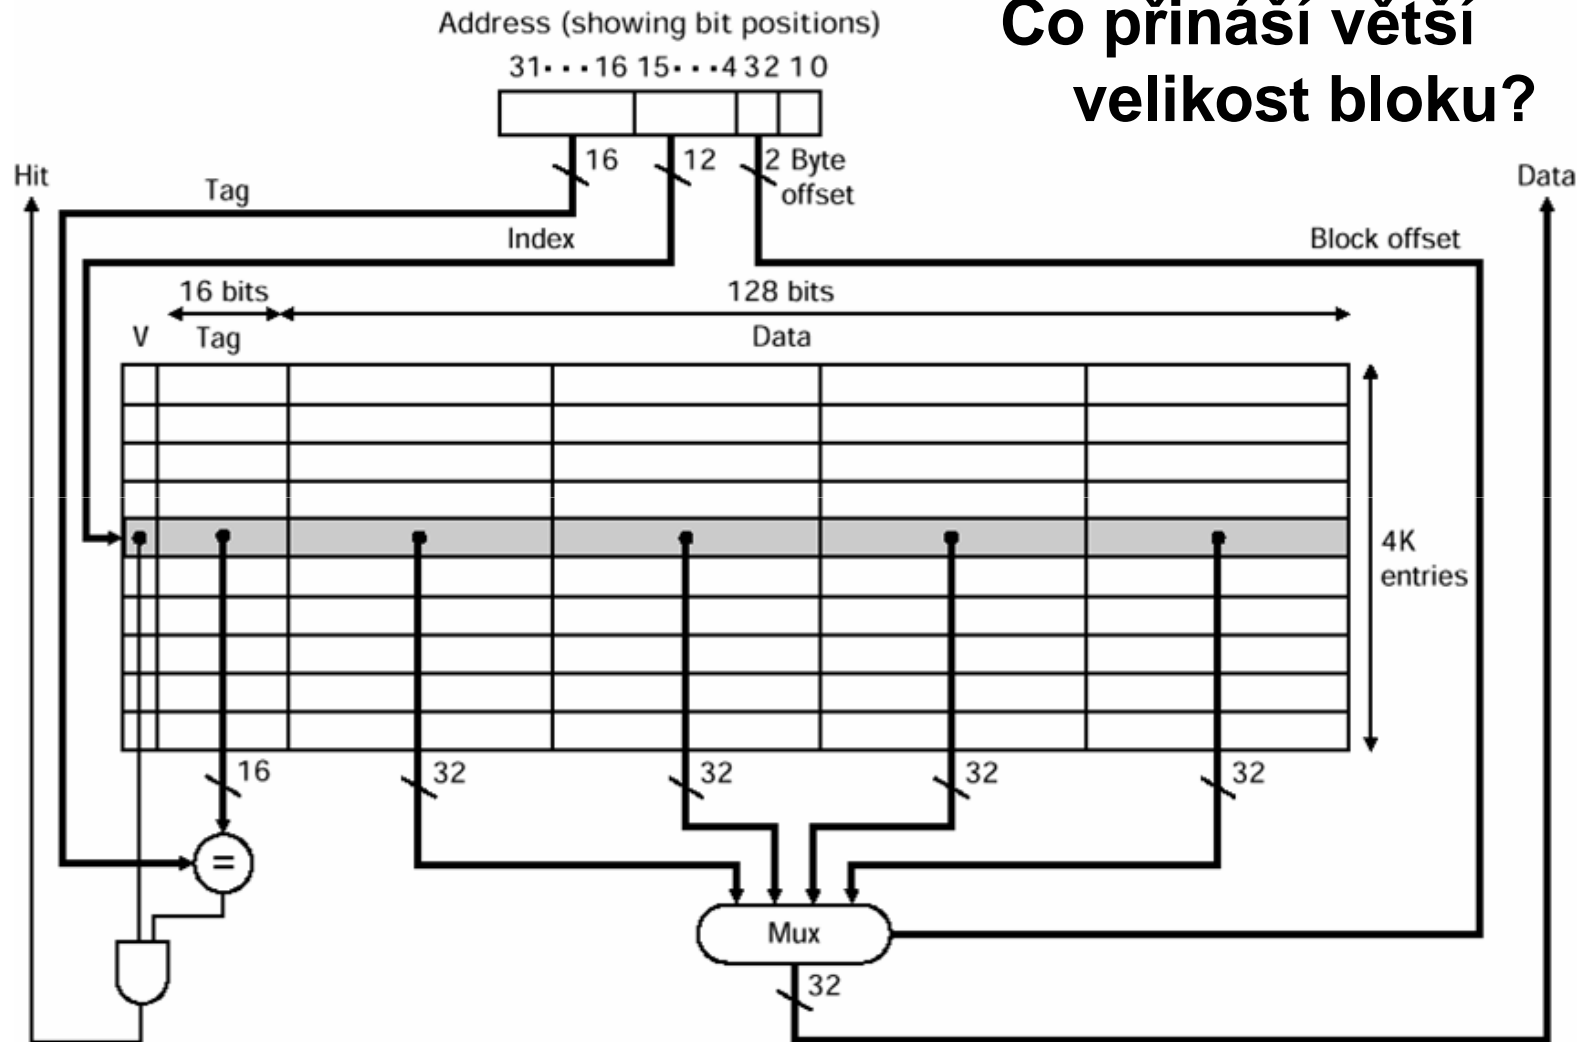 Co přináší větší
velikost bloku?
Address (showing bit positions)
31···16 15···4 3 2 1 0
16
12
2 Byte
offset
Hit
Tag
Data
Index
Block offset
16 bits
128 bits
V
Tag
Data
4K
entries
16
32
32
32
32
=
Mux
32